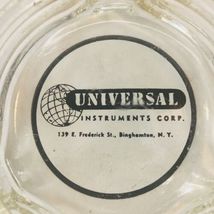 UNIVERSAL
INSTRUMENTS CORP.
139 E. Frederick St., Binghamton, N. Y.